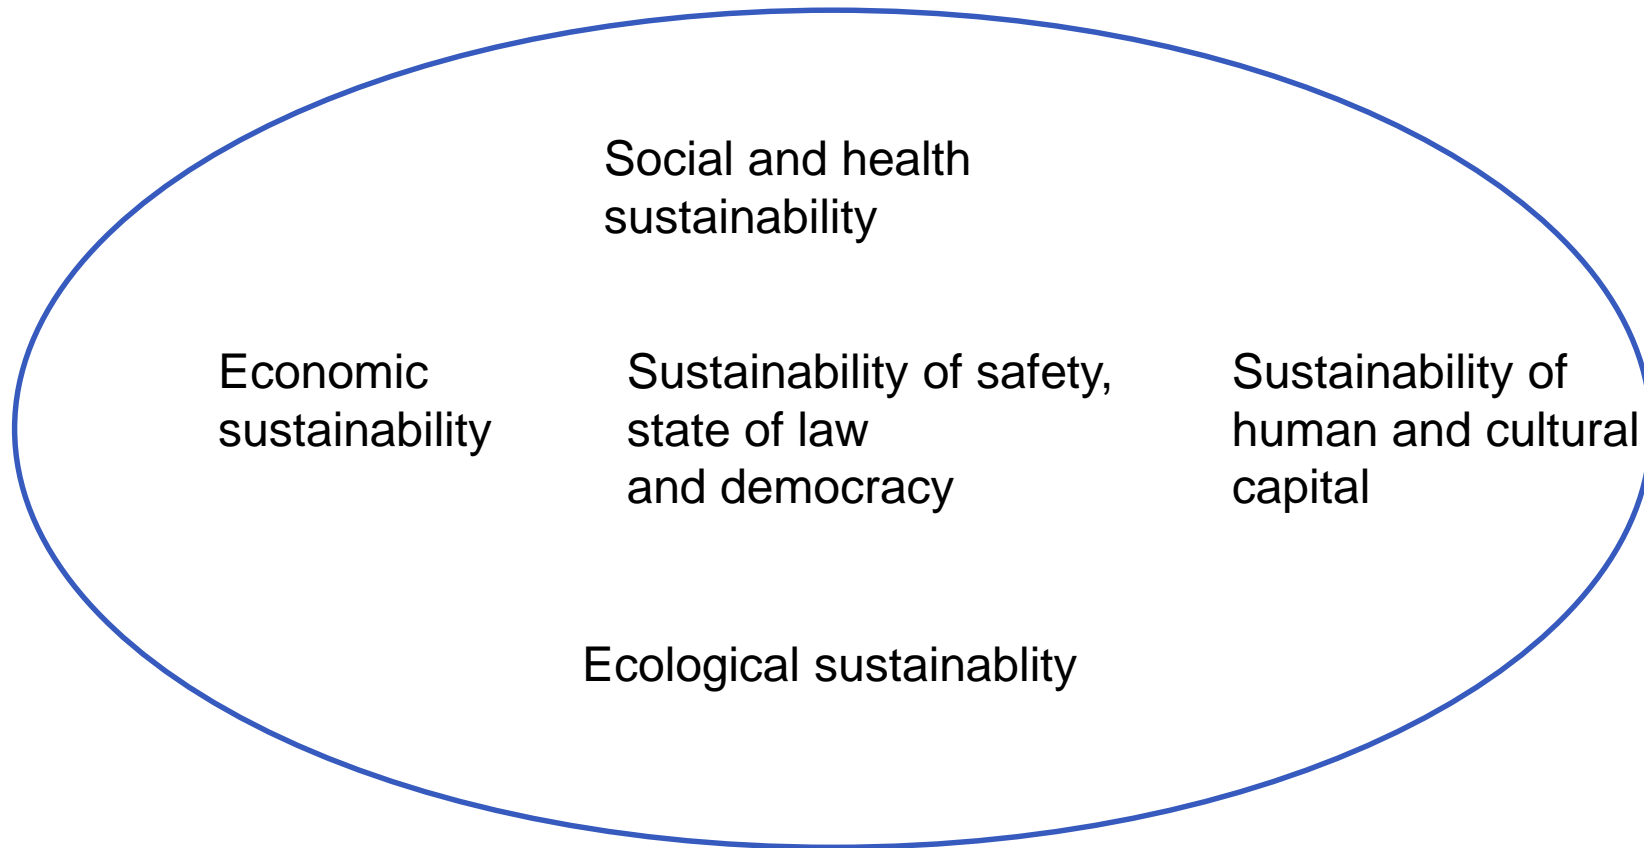 Social and health
sustainability
Economic
sustainability
Sustainability of safety,
state of law
and democracy
Sustainability of
human and cultural
capital
Ecological sustainablity